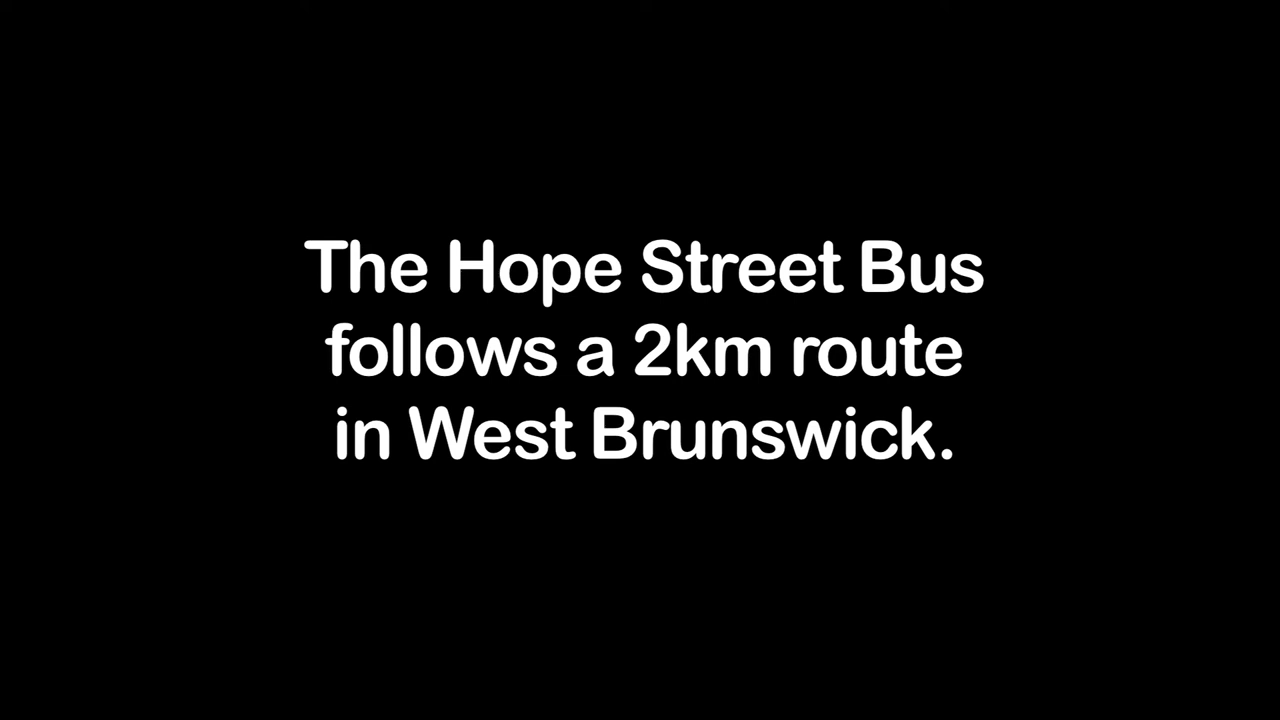 The Hope Street Bus
follows a 2km route
in West Brunswick.